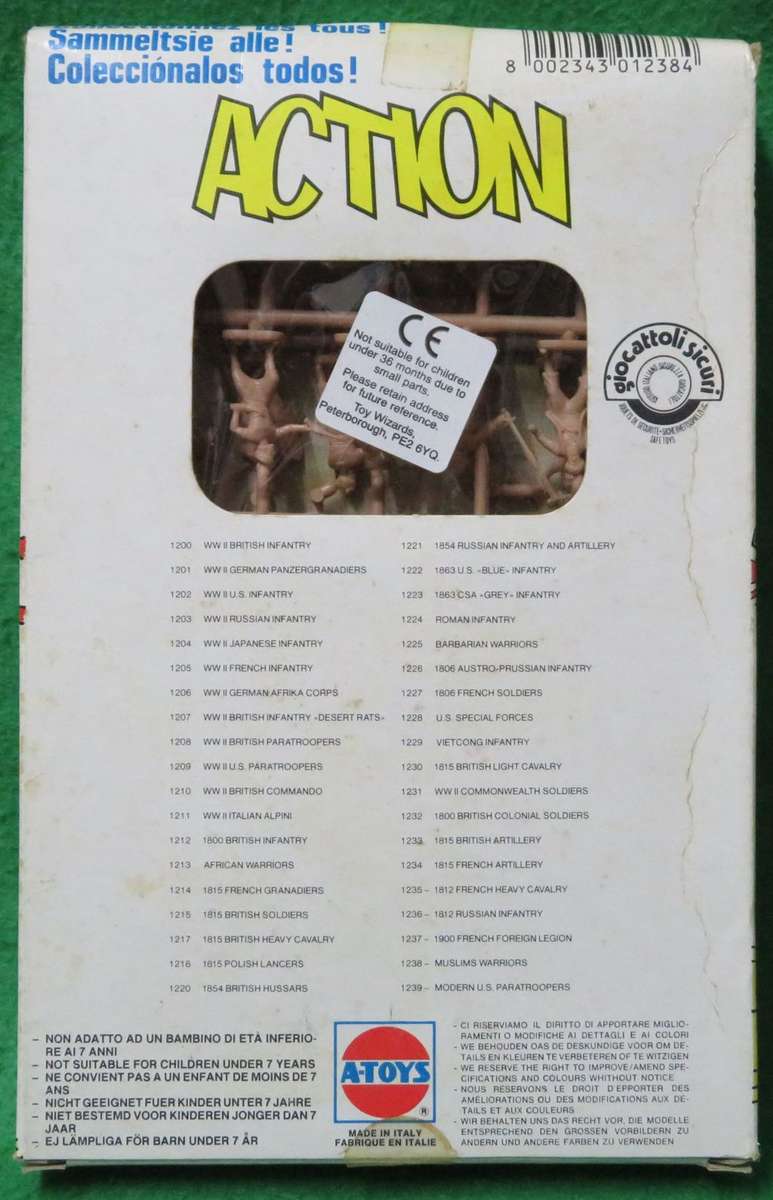 Collectionnez les tous !
Sammeltsie alle!
Colecciónalos todos!
8 002343 012384
ACTION
CE
Not suitable for children
under 36 months due to
small parts.
Please retain address
for future reference.
Toy Wizards,
Peterborough, PE2 6YQ.
giocattoli sicuri
SAFE TOYS
1200 WW II BRITISH INFANTRY
1201 WW II GERMAN PANZERGRANADIERS
1202 WW II U.S. INFANTRY
1203 WW II RUSSIAN INFANTRY
1204 WW II JAPANESE INFANTRY
1205 WW II FRENCH INFANTRY
1206 WW II GERMAN AFRIKA CORPS
1207 WW II BRITISH INFANTRY «DESERT RATS»
1208 WW II BRITISH PARATROOPERS
1209 WW II U.S. PARATROOPERS
1210 WW II BRITISH COMMANDO
1211 WW II ITALIAN ALPINI
1212 1800 BRITISH INFANTRY
1213 AFRICAN WARRIORS
1214 1815 FRENCH GRANADIERS
1215 1815 BRITISH SOLDIERS
1217 1815 BRITISH HEAVY CAVALRY
1216 1815 POLISH LANCERS
1220 1854 BRITISH HUSSARS
1221 1854 RUSSIAN INFANTRY AND ARTILLERY
1222 1863 U.S. «BLUE» INFANTRY
1223 1863 CSA «GREY» INFANTRY
1224 ROMAN INFANTRY
1225 BARBARIAN WARRIORS
1226 1806 AUSTRO-PRUSSIAN INFANTRY
1227 1806 FRENCH SOLDIERS
1228 U.S. SPECIAL FORCES
1229 VIETCONG INFANTRY
1230 1815 BRITISH LIGHT CAVALRY
1231 WW II COMMONWEALTH SOLDIERS
1232 1800 BRITISH COLONIAL SOLDIERS
1233 1815 BRITISH ARTILLERY
1234 1815 FRENCH ARTILLERY
1235 – 1812 FRENCH HEAVY CAVALRY
1236 – 1812 RUSSIAN INFANTRY
1237 – 1900 FRENCH FOREIGN LEGION
1238 – MUSLIMS WARRIORS
1239 – MODERN U.S. PARATROOPERS
– NON ADATTO AD UN BAMBINO DI ETÀ INFERIO-
RE AI 7 ANNI
– NOT SUITABLE FOR CHILDREN UNDER 7 YEARS
– NE CONVIENT PAS A UN ENFANT DE MOINS DE 7
ANS
– NICHT GEEIGNET FUER KINDER UNTER 7 JAHRE
– NIET BESTEMD VOOR KINDEREN JONGER DAN 7
JAAR
– EJ LÄMPLIGA FÖR BARN UNDER 7 ÅR
A-TOYS
®
MADE IN ITALY
FABRIQUE EN ITALIE
- CI RISERVIAMO IL DIRITTO DI APPORTARE MIGLIO-
RAMENTI O MODIFICHE AI DETTAGLI E AI COLORI
- WE BEHOUDEN OAS DE DESKUNDIGE VOOR OM DE-
TAILS EN KLEUREN TE VERBETEREN OF TE WITZIGEN
- WE RESERVE THE RIGHT TO IMPROVE/AMEND SPE-
CIFICATIONS AND COLOURS WHITHOUT NOTICE
- NOUS RESERVONS LE DROIT D'EPPORTER DES
AMÉLIORATIONS OU DES MODIFICATIONS AUX DÉ-
TAILS ET AUX COULEURS
- WIR BEHALTEN UNS DAS RECHT VOR, DIE MODELLE
ENTSPRECHEND DEN GROSSEN VORBILDERN ZU
ANDERN UND ANDERE FARBEN ZU VERWENDEN